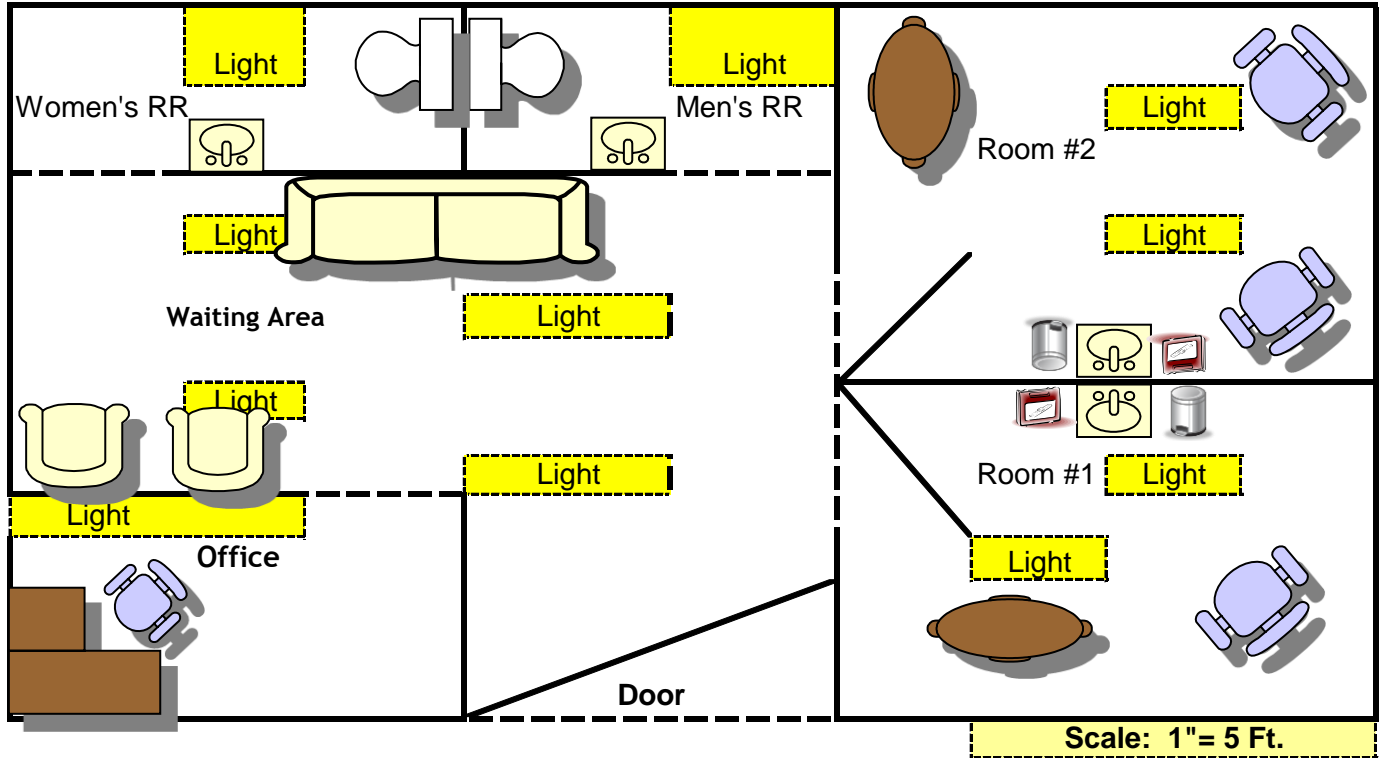 Light
Light
Women's RR
Men's RR
Light
Room #2
Light
Light
Waiting Area
Light
Light
Light
Room #1
Light
Light
Office
Light
Door
Scale: 1"= 5 Ft.